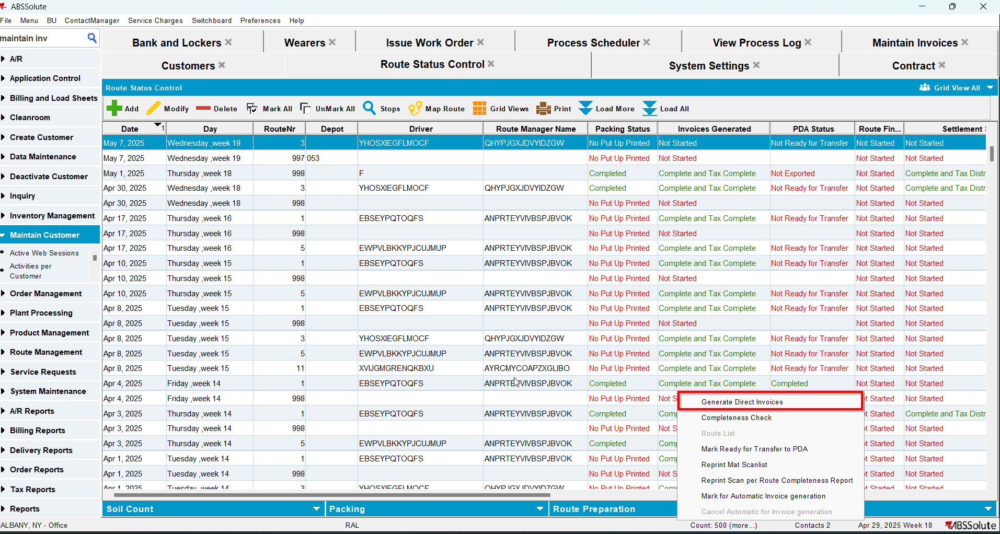 ABSSolute
File Menu BU ContactManager Service Charges Switchboard Preferences Help
maintain inv
Bank and Lockers Wearers Issue Work Order Process Scheduler View Process Log Maintain Invoices
Customers Route Status Control System Settings Contract
Route Status Control Grid View All
Add Modify Delete Mark All UnMark All Stops Map Route Grid Views Print Load More Load All
A/R
Application Control
Billing and Load Sheets
Cleanroom
Create Customer
Data Maintenance
Deactivate Customer
Inquiry
Inventory Management
Maintain Customer
Active Web Sessions
Activities per
Customer
Order Management
Plant Processing
Product Management
Route Management
Service Requests
System Maintenance
A/R Reports
Billing Reports
Delivery Reports
Order Reports
Tax Reports
Reports
Date 1 Day RouteNr Depot Driver Route Manager Name Packing Status Invoices Generated PDA Status Route Fin... Settlement
May 7, 2025 Wednesday ,week 19 3 YHOSXIEGFLMOCF QHYPJGXJDVYIDZGW No Put Up Printed Not Started Not Ready for Transfer Not Started Not Started
May 7, 2025 Wednesday ,week 19 997 053 No Put Up Printed Not Started Not Started Not Started
May 1, 2025 Thursday ,week 18 998 F Completed Complete and Tax Complete Not Exported Not Started Complete and Tax Distr
Apr 30, 2025 Wednesday ,week 18 3 YHOSXIEGFLMOCF QHYPJGXJDVYIDZGW Completed Complete and Tax Complete Not Ready for Transfer Not Started Complete and Tax Distr
Apr 30, 2025 Wednesday ,week 18 998 No Put Up Printed Not Started Not Started Not Started
Apr 17, 2025 Thursday ,week 16 1 EBSEYPQTOQFS ANPRTEYVIVBSPJBVOK No Put Up Printed Complete and Tax Complete Not Ready for Transfer Not Started Not Started
Apr 17, 2025 Thursday ,week 16 998 No Put Up Printed Not Started Not Started Not Started
Apr 17, 2025 Thursday ,week 16 5 EWPVLBKKYPJCUJMUP ANPRTEYVIVBSPJBVOK No Put Up Printed Complete and Tax Complete Not Ready for Transfer Not Started Not Started
Apr 10, 2025 Thursday ,week 15 1 EBSEYPQTOQFS ANPRTEYVIVBSPJBVOK No Put Up Printed Complete and Tax Complete Not Ready for Transfer Not Started Not Started
Apr 10, 2025 Thursday ,week 15 998 No Put Up Printed Not Started Not Started Not Started
Apr 10, 2025 Thursday ,week 15 5 EWPVLBKKYPJCUJMUP ANPRTEYVIVBSPJBVOK No Put Up Printed Complete and Tax Complete Not Ready for Transfer Not Started Not Started
Apr 8, 2025 Tuesday ,week 15 1 EBSEYPQTOQFS ANPRTEYVIVBSPJBVOK No Put Up Printed Complete and Tax Complete Not Ready for Transfer Not Started Not Started
Apr 8, 2025 Tuesday ,week 15 998 No Put Up Printed Not Started Not Started Not Started
Apr 8, 2025 Tuesday ,week 15 3 YHOSXIEGFLMOCF QHYPJGXJDVYIDZGW No Put Up Printed Complete and Tax Complete Not Ready for Transfer Not Started Not Started
Apr 8, 2025 Tuesday ,week 15 5 EWPVLBKKYPJCUJMUP ANPRTEYVIVBSPJBVOK No Put Up Printed Complete and Tax Complete Not Ready for Transfer Not Started Not Started
Apr 8, 2025 Tuesday ,week 15 11 XVIJGMGRENQKBXU AYRCMYCOAPZXGLIBO No Put Up Printed Complete and Tax Complete Not Ready for Transfer Not Started Not Started
Apr 4, 2025 Friday ,week 14 1 EBSEYPQTOQFS ANPRTEYVIVBSPJBVOK Completed Complete and Tax Complete Completed Not Started Not Started
Apr 4, 2025 Friday ,week 14 998 No Put Up Printed Not S t Started Not Started
Apr 3, 2025 Thursday ,week 14 1 EBSEYPQTOQFS ANPRTEYVIVBSPJBVOK Completed Comp t Started Complete and Tax Distr
Apr 3, 2025 Thursday ,week 14 998 No Put Up Printed Not S t Started Not Started
Apr 3, 2025 Thursday ,week 14 5 EWPVLBKKYPJCUJMUP ANPRTEYVIVBSPJBVOK Completed Comp t Started Not Started
Apr 1, 2025 Tuesday ,week 14 1 EBSEYPQTOQFS ANPRTEYVIVBSPJBVOK No Put Up Printed Comp t Started Not Started
Apr 1, 2025 Tuesday ,week 14 998 No Put Up Printed Not S t Started Not Started
Apr 1, 2025 Tuesday ,week 14 3 YHOSXIEGFLMOCF QHYPJGXJDVYIDZGW No Put Up Printed Comp t Started Not Started
Generate Direct Invoices
Completeness Check
Route List
Mark Ready for Transfer to PDA
Reprint Mat Scanlist
Reprint Scan per Route Completeness Report
Mark for Automatic Invoice generation
Cancel Automatic for Invoice generation
Soil Count Packing Route Preparation
ALBANY, NY - Office RAL Count: 500 (more...) Contacts 2 Apr 29, 2025 Week 18 ABSSolute